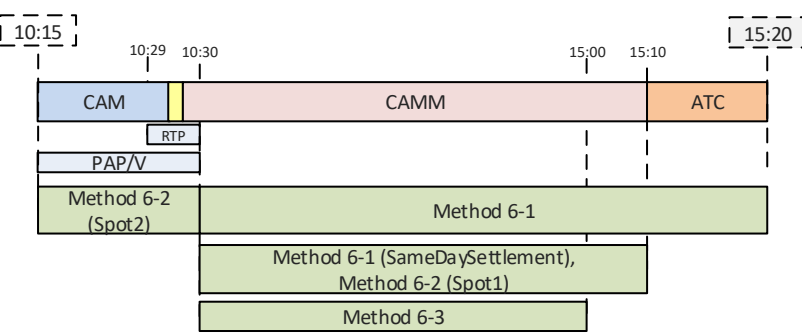 10:15
15:20
10:29 10:30
15:00 15:10
CAM
CAMM
ATC
RTP
PAP/V
Method 6-2
(Spot2)
Method 6-1
Method 6-1 (SameDaySettlement),
Method 6-2 (Spot1)
Method 6-3